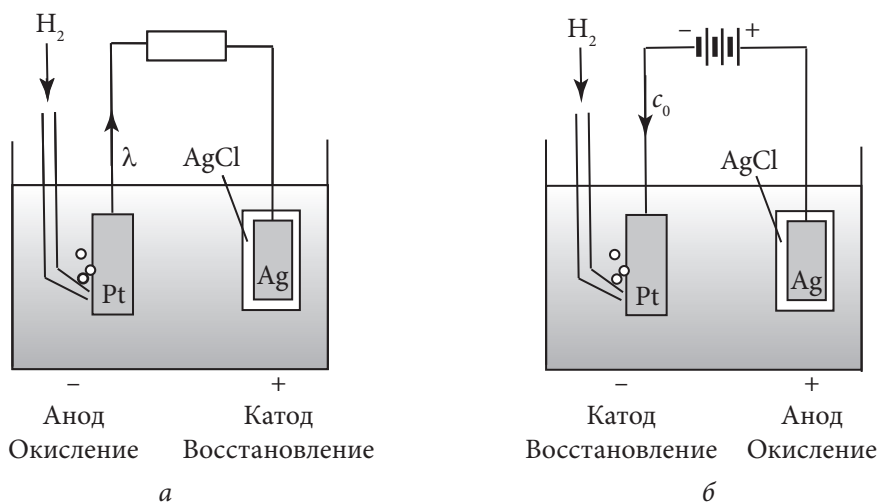 H₂
λ
AgCl
Pt
Ag
−
+
Анод
Окисление
Катод
Восстановление
а
H₂
− +
c₀
AgCl
Pt
Ag
−
+
Катод
Восстановление
Анод
Окисление
б